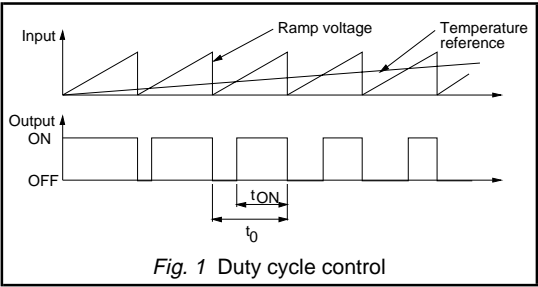 Input
Ramp voltage
Temperature
reference
Output
ON
OFF
tON
t0
Fig. 1 Duty cycle control